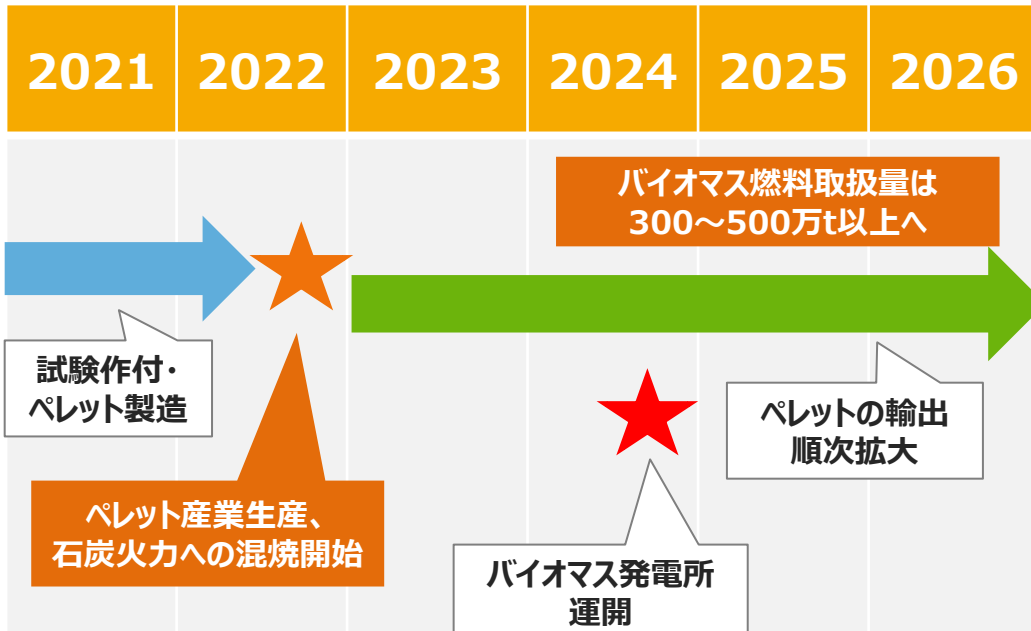 2021 2022 2023 2024 2025 2026
バイオマス燃料取扱量は
300～500万t以上へ
試験作付・
ペレット製造
ペレットの輸出
順次拡大
ペレット産業生産、
石炭火力への混焼開始
バイオマス発電所
運開